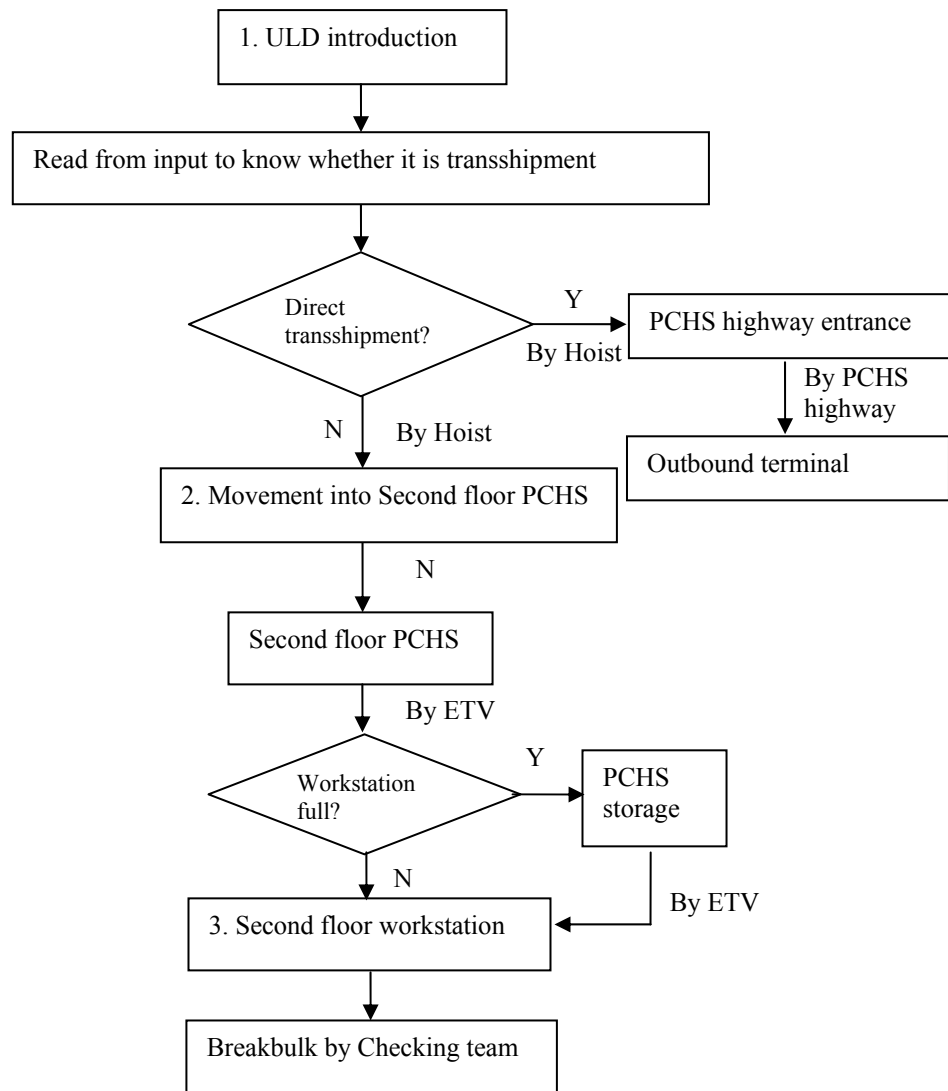 1. ULD introduction
Read from input to know whether it is transshipment
Direct
transshipment?
Y
By Hoist
PCHS highway entrance
By PCHS
highway
Outbound terminal
N
By Hoist
2. Movement into Second floor PCHS
N
Second floor PCHS
By ETV
Workstation
full?
Y
PCHS
storage
N
By ETV
3. Second floor workstation
Breakbulk by Checking team